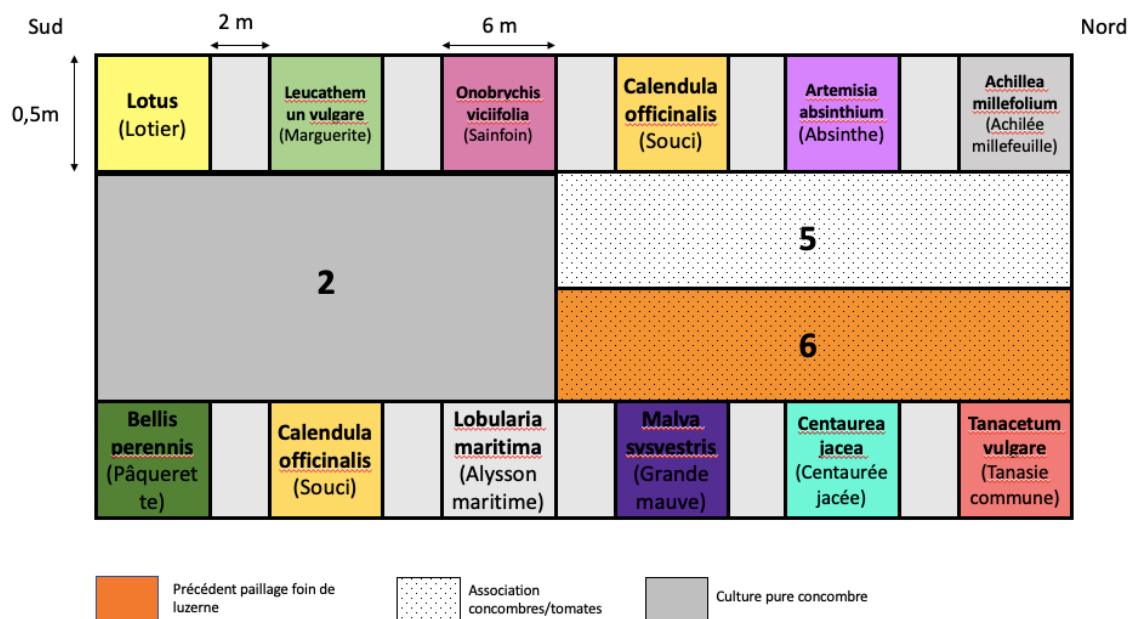 Sud
2 m
6 m
Nord
0,5m
Lotus
(Lotier)
Leucathem
un vulgare
(Marguerite)
Onobrychis
viciifolia
(Sainfoin)
Calendula
officinalis
(Souci)
Artemisia
absinthium
(Absinthe)
Achillea
millefolium
(Achilée
millefeuille)
2
5
6
Bellis
perennis
(Pâqueret
te)
Calendula
officinalis
(Souci)
Lobularia
maritima
(Alysson
maritime)
Malva
sysvestris
(Grande
mauve)
Centaurea
jacea
(Centaurée
jacée)
Tanacetum
vulgare
(Tanasie
commune)
Précédent paillage foin de
luzerne
Association
concombres/tomates
Culture pure concombre